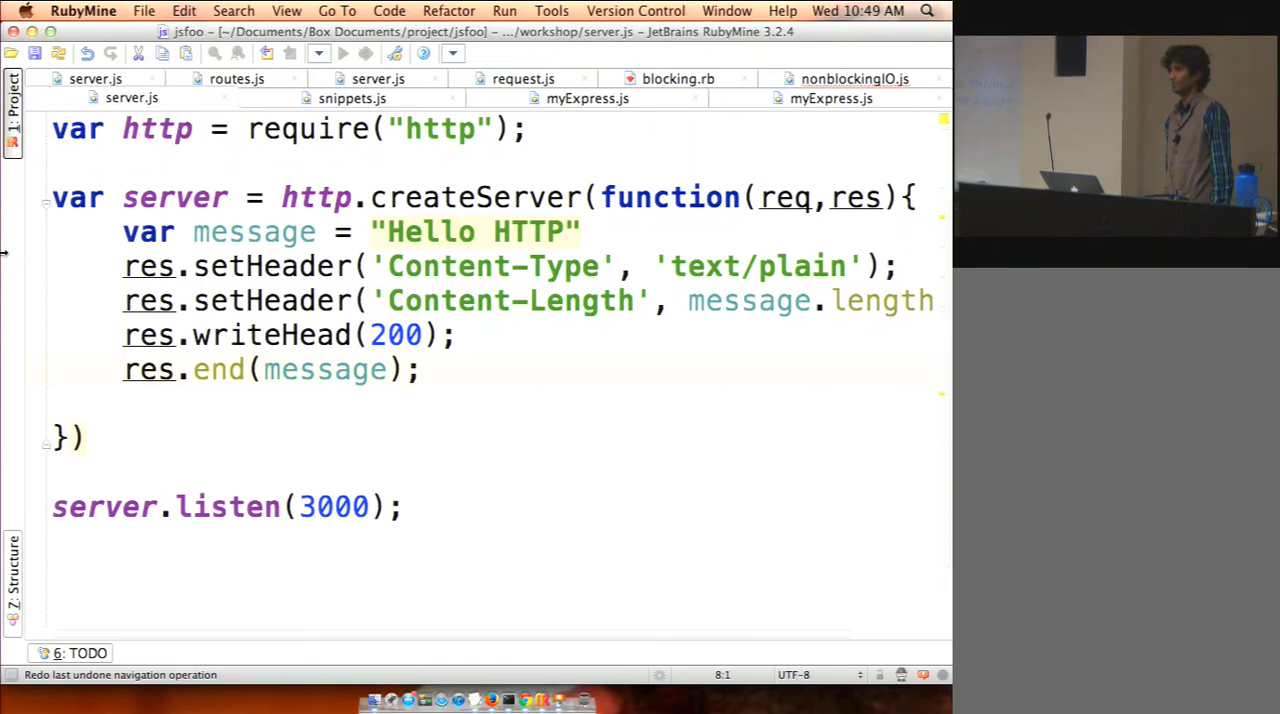 RubyMine File Edit Search View Go To Code Refactor Run Tools Version Control Window Help Wed 10:49 AM
jsfoo - [~/Documents/Box Documents/project/jsfoo] - .../workshop/server.js - JetBrains RubyMine 3.2.4
server.js routes.js server.js request.js blocking.rb nonblockingIO.js
server.js snippets.js myExpress.js myExpress.js
1: Project
var http = require("http");
var server = http.createServer(function(req,res){
var message = "Hello HTTP"
res.setHeader('Content-Type', 'text/plain');
res.setHeader('Content-Length', message.length
res.writeHead(200);
res.end(message);
})
server.listen(3000);
7: Structure
6: TODO
Redo last undone navigation operation 8:1 UTF-8